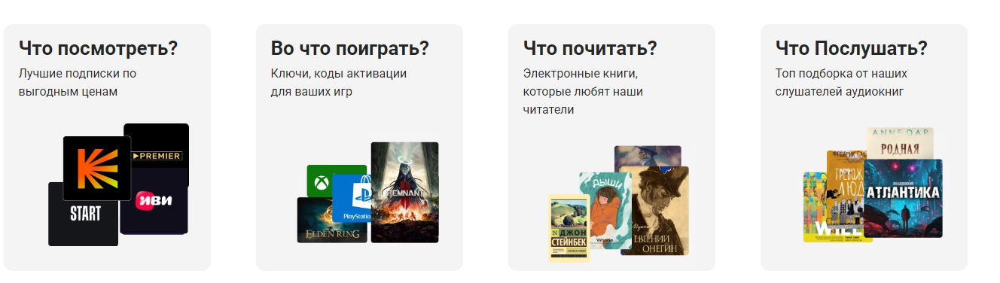 Что посмотреть?
Лучшие подписки по
выгодным ценам
PREMIER
START
иви
Во что поиграть?
Ключи, коды активации
для ваших игр
PlayStatio
ELDEN RING
REMNANT
Что почитать?
Электронные книги,
которые любят наши
читатели
ДЫШИ
ДЖОН
СТЕЙНБЕК
ЕВГЕНИЙ
ОНЕГИН
Что Послушать?
Топ подборка от наших
слушателей аудиокниг
ANNE DAR
РОДНАЯ
ТРЕВОЖ
ЛЮД
АТЛАНТИКА